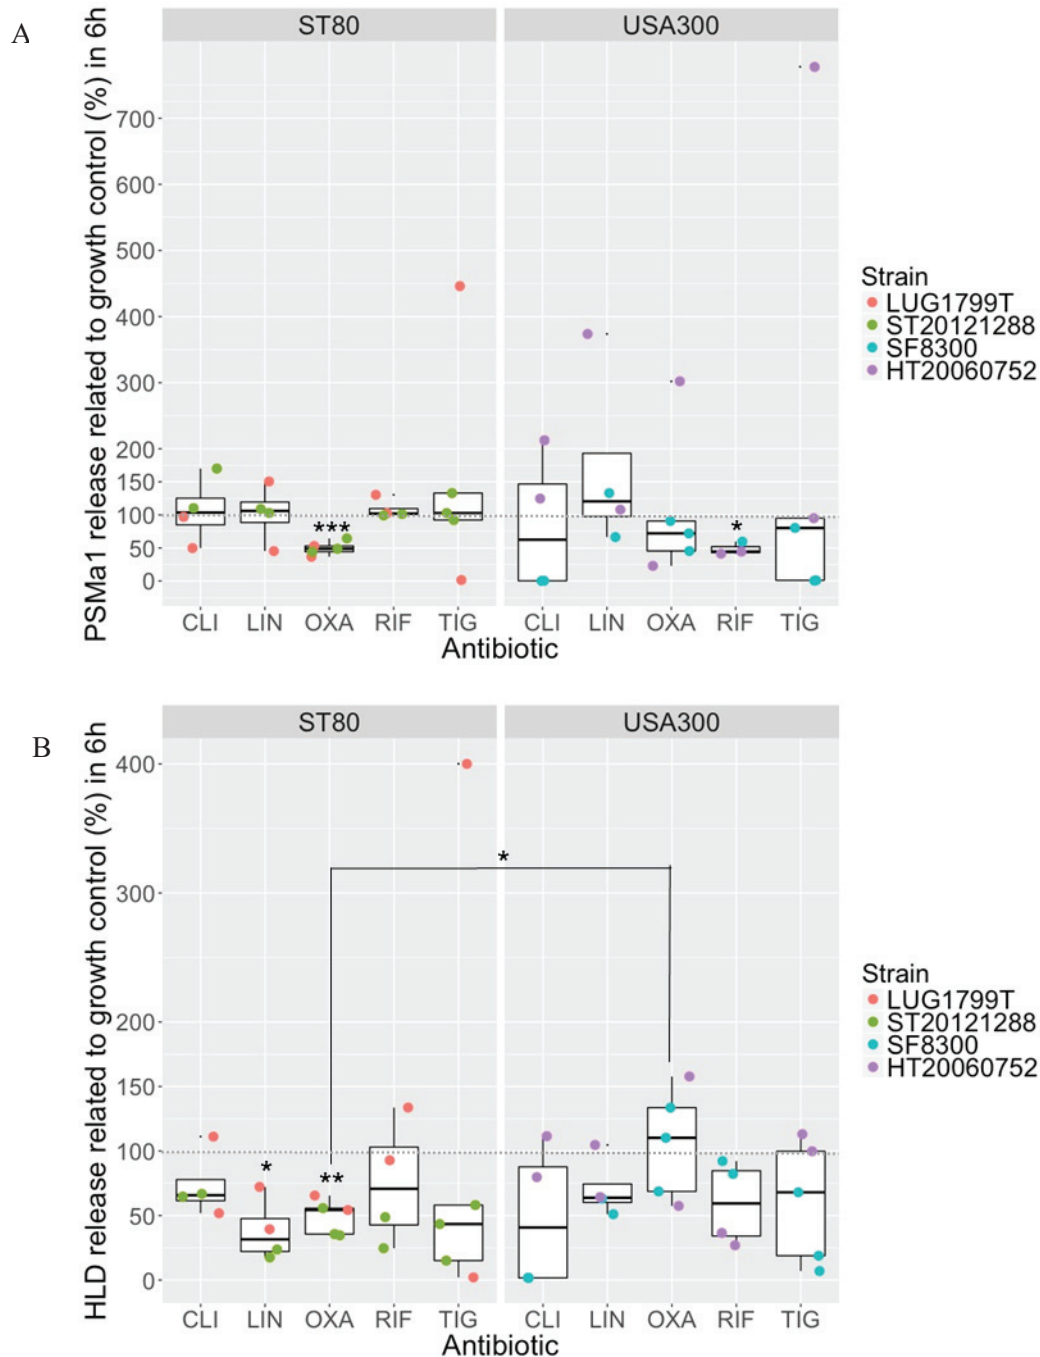 A
ST80 USA300
PSMa1 release related to growth control (%) in 6h
700
600
500
400
300
200
150
100
50
0
***
*
CLI LIN OXA RIF TIG CLI LIN OXA RIF TIG
Antibiotic
Strain
LUG1799T
ST20121288
SF8300
HT20060752
B
ST80 USA300
HLD release related to growth control (%) in 6h
400
300
200
150
100
50
0
*
*
**
CLI LIN OXA RIF TIG CLI LIN OXA RIF TIG
Antibiotic
Strain
LUG1799T
ST20121288
SF8300
HT20060752